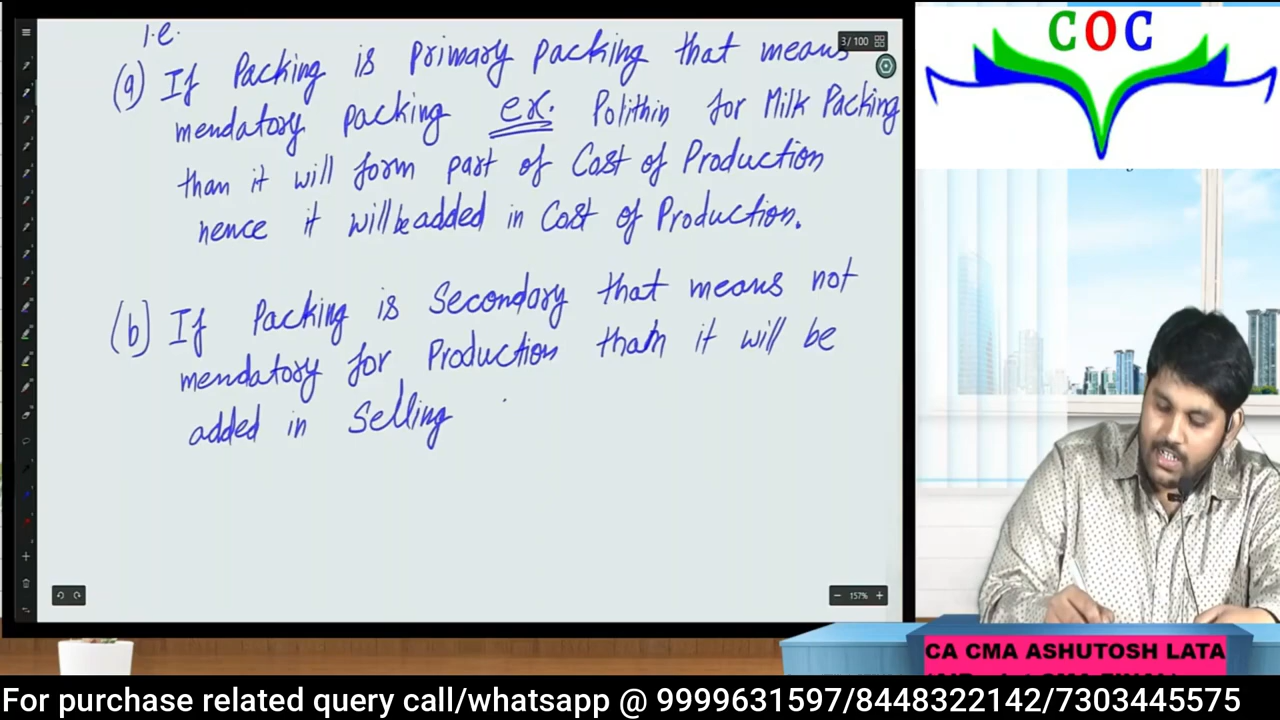 i.e.
3/100
(a) If Packing is primary packing that means
mendatory packing ex. Polithin for Milk Packing
than it will form part of Cost of Production
hence it will be added in Cost of Production.
(b) If Packing is Secondary that means not
mendatory for Production than it will be
added in Selling
157%
COC
CA CMA ASHUTOSH LATA
For purchase related query call/whatsapp @ 9999631597/8448322142/7303445575